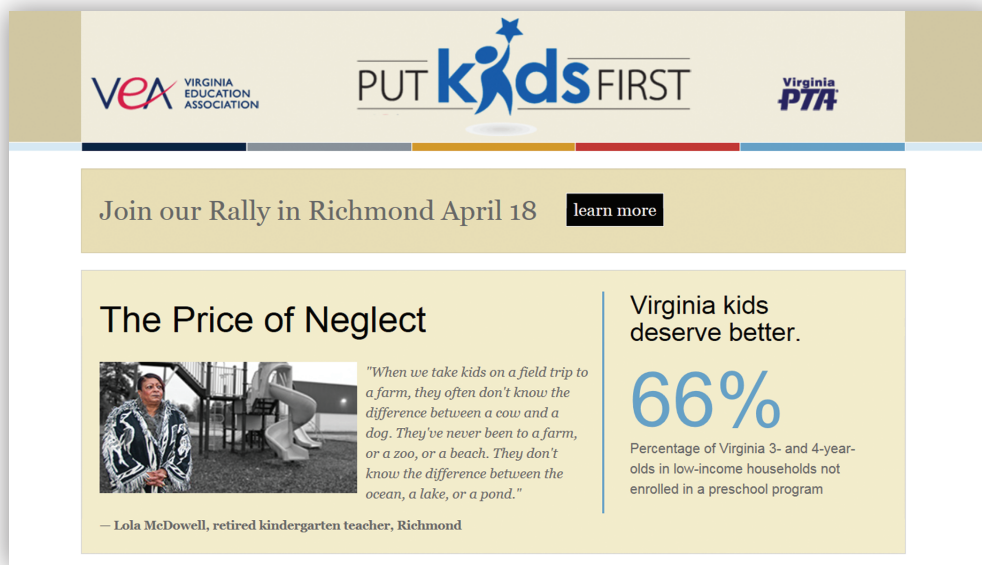 VEA VIRGINIA
EDUCATION
ASSOCIATION
PUT kids FIRST
Virginia
PTA
Join our Rally in Richmond April 18 learn more
The Price of Neglect
"When we take kids on a field trip to
a farm, they often don't know the
difference between a cow and a
dog. They've never been to a farm,
or a zoo, or a beach. They don't
know the difference between the
ocean, a lake, or a pond."
— Lola McDowell, retired kindergarten teacher, Richmond
Virginia kids
deserve better.
66%
Percentage of Virginia 3- and 4-year-
olds in low-income households not
enrolled in a preschool program